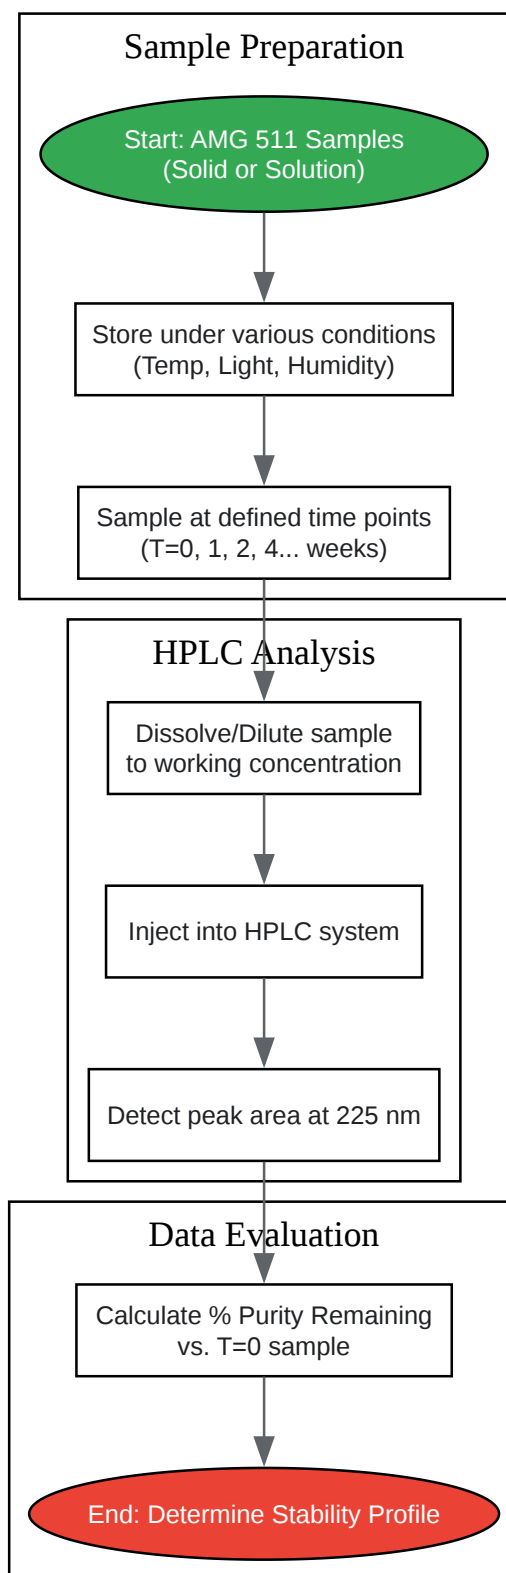 Sample Preparation
Start: AMG 511 Samples
(Solid or Solution)
Store under various conditions
(Temp, Light, Humidity)
Sample at defined time points
(T=0, 1, 2, 4... weeks)
HPLC Analysis
Dissolve/Dilute sample
to working concentration
Inject into HPLC system
Detect peak area at 225 nm
Data Evaluation
Calculate % Purity Remaining
vs. T=0 sample
End: Determine Stability Profile